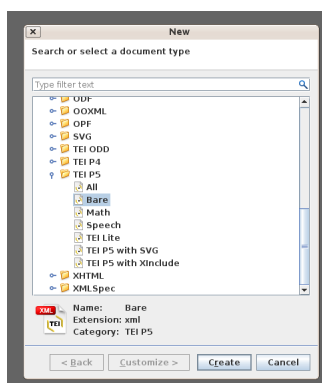 New
Search or select a document type
Type filter text
ODF
OOXML
OPF
SVG
TEI ODD
TEI P4
TEI P5
All
Bare
Math
Speech
TEI Lite
TEI P5 with SVG
TEI P5 with XInclude
XHTML
XMLSpec
XML
TEI
Name: Bare
Extension: xml
Category: TEI P5
< Back Customize > Create Cancel